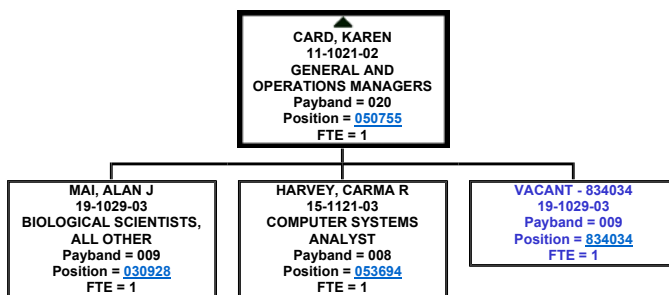 CARD, KAREN
11-1021-02
GENERAL AND
OPERATIONS MANAGERS
Payband = 020
Position = 050755
FTE = 1
MAI, ALAN J
19-1029-03
BIOLOGICAL SCIENTISTS,
ALL OTHER
Payband = 009
Position = 030928
FTE = 1
HARVEY, CARMA R
15-1121-03
COMPUTER SYSTEMS
ANALYST
Payband = 008
Position = 053694
FTE = 1
VACANT - 834034
19-1029-03
Payband = 009
Position = 834034
FTE = 1